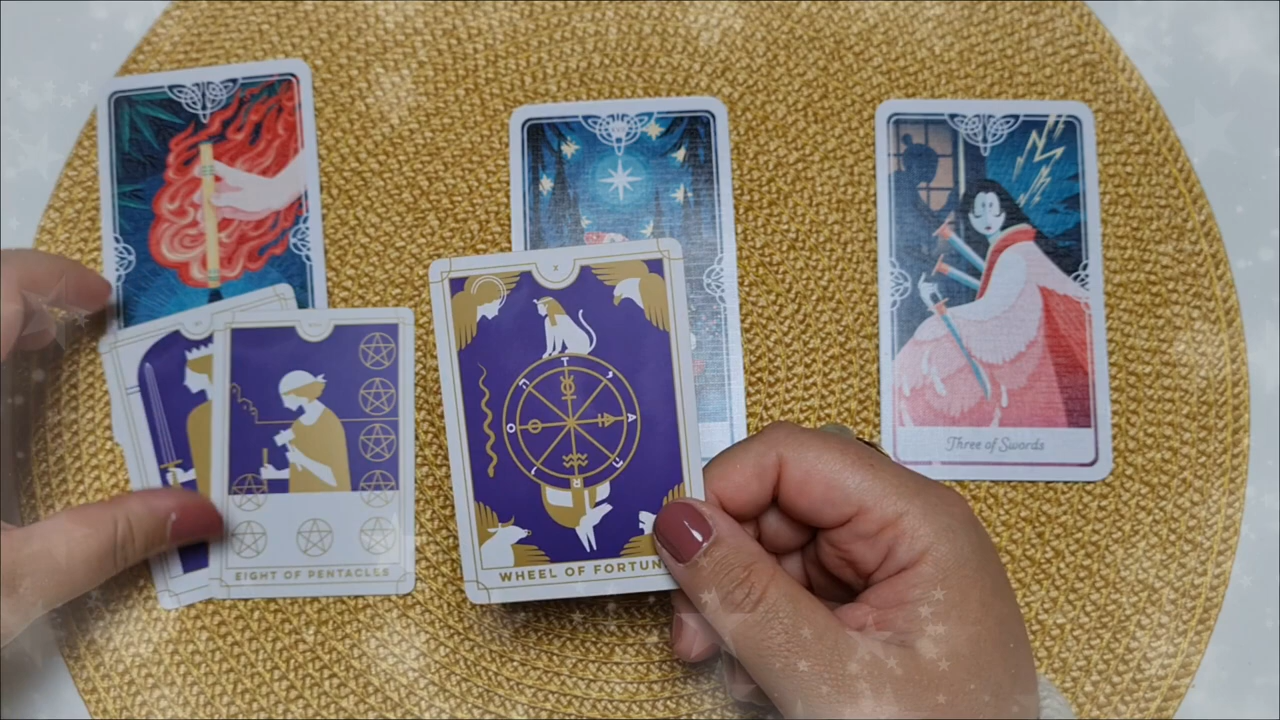 Three of Swords
X
T
A
R
O
EIGHT OF PENTACLES
WHEEL OF FORTUN